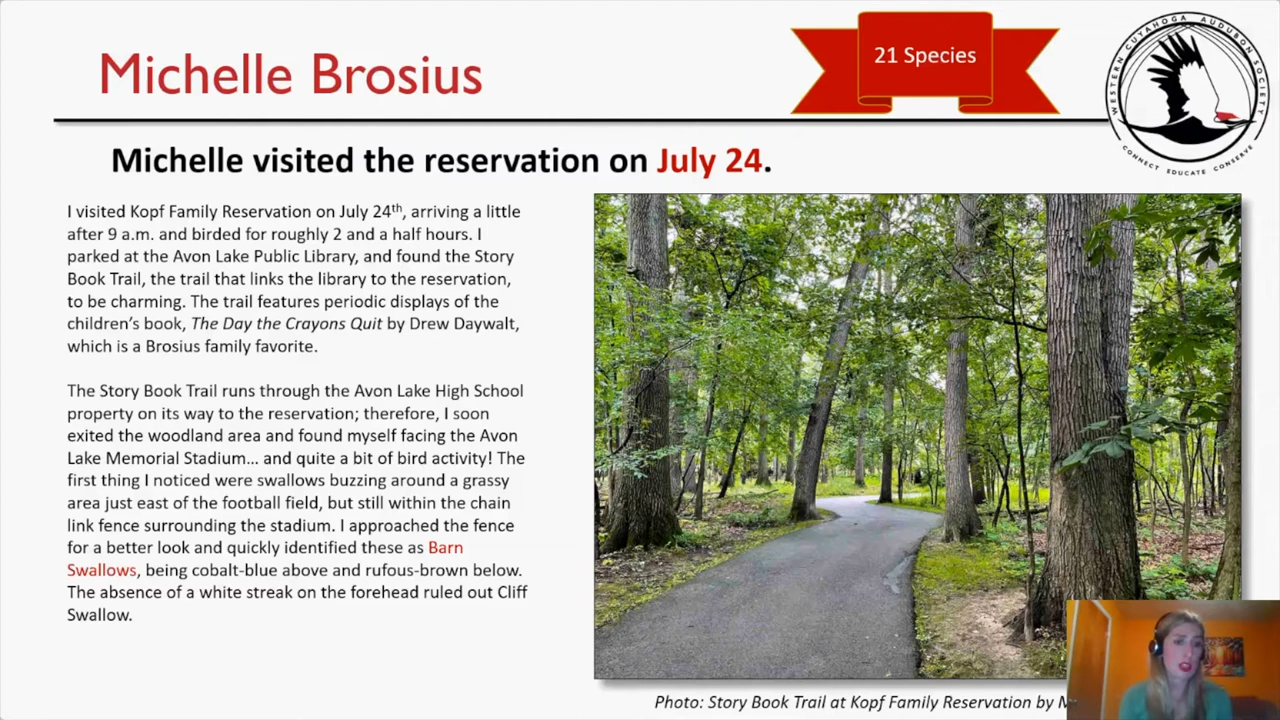 Michelle Brosius
21 Species
WESTERN CUYAHOGA AUDUBON SOCIETY
CONNECT EDUCATE CONSERVE
Michelle visited the reservation on July 24.
I visited Kopf Family Reservation on July 24th, arriving a little
after 9 a.m. and birded for roughly 2 and a half hours. I
parked at the Avon Lake Public Library, and found the Story
Book Trail, the trail that links the library to the reservation,
to be charming. The trail features periodic displays of the
children's book, The Day the Crayons Quit by Drew Daywalt,
which is a Brosius family favorite.
The Story Book Trail runs through the Avon Lake High School
property on its way to the reservation; therefore, I soon
exited the woodland area and found myself facing the Avon
Lake Memorial Stadium... and quite a bit of bird activity! The
first thing I noticed were swallows buzzing around a grassy
area just east of the football field, but still within the chain
link fence surrounding the stadium. I approached the fence
for a better look and quickly identified these as Barn
Swallows, being cobalt-blue above and rufous-brown below.
The absence of a white streak on the forehead ruled out Cliff
Swallow.
Photo: Story Book Trail at Kopf Family Reservation by